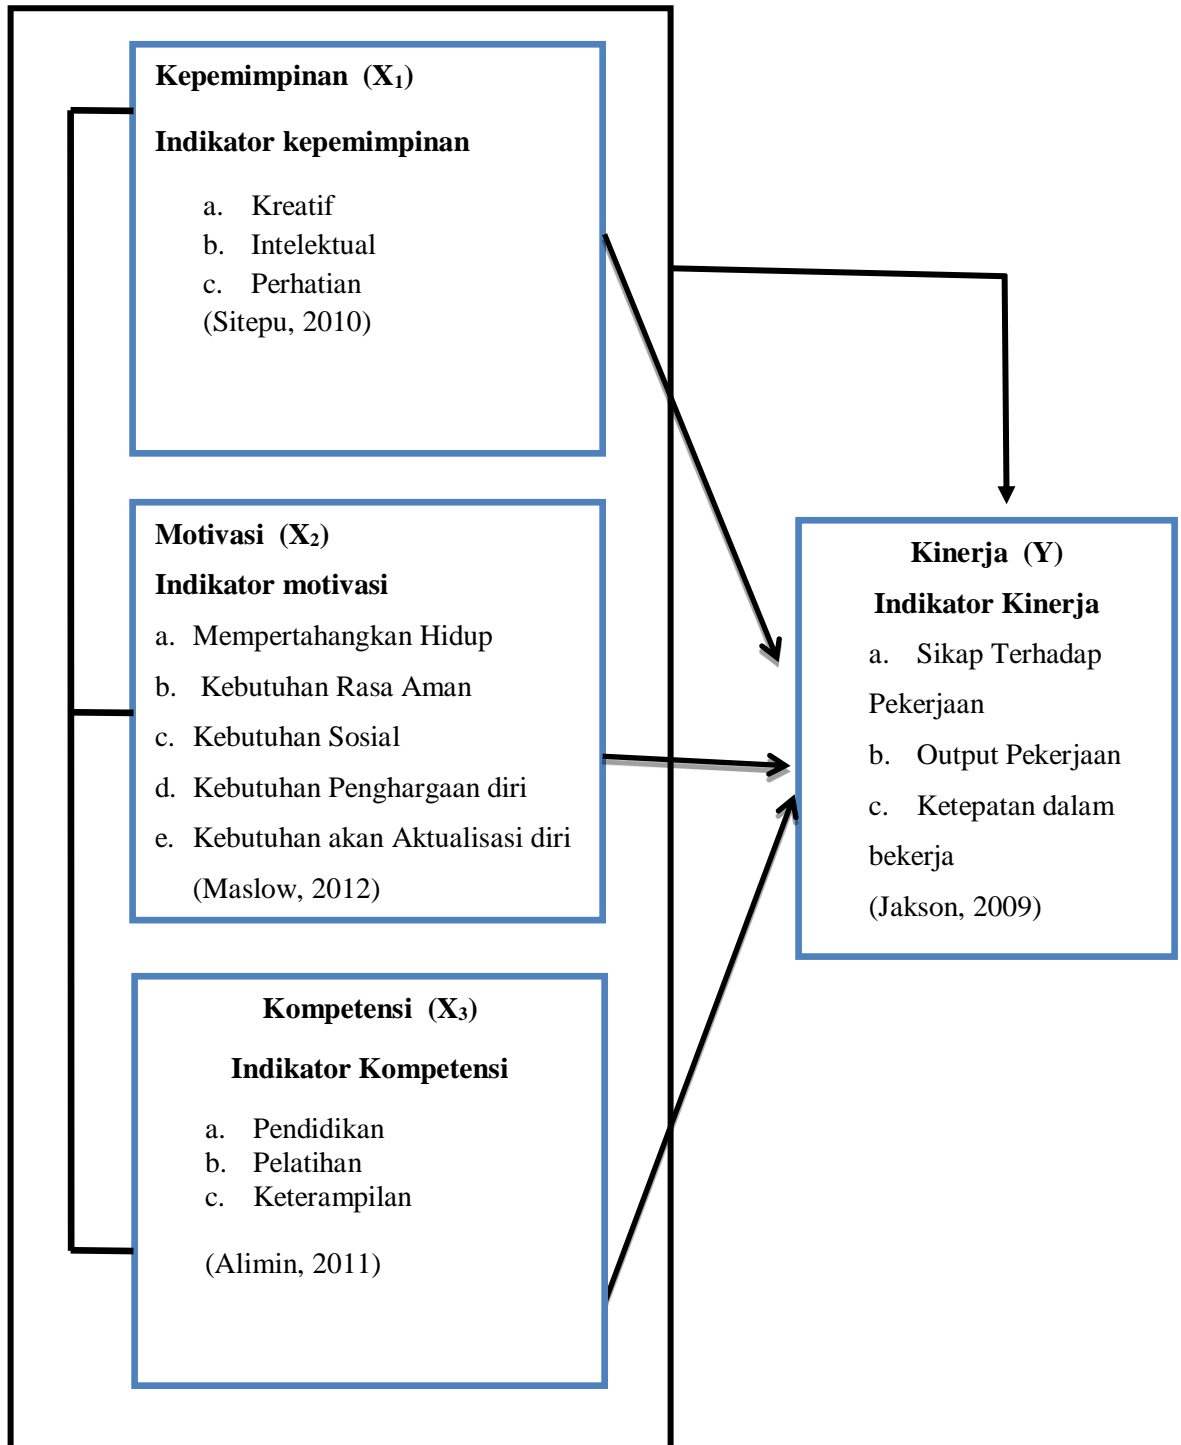 Kepemimpinan (X₁)
Indikator kepemimpinan
a. Kreatif
b. Intelektual
c. Perhatian
(Sitepu, 2010)
Motivasi (X₂)
Indikator motivasi
a. Mempertahangkan Hidup
b. Kebutuhan Rasa Aman
c. Kebutuhan Sosial
d. Kebutuhan Penghargaan diri
e. Kebutuhan akan Aktualisasi diri
(Maslow, 2012)
Kompetensi (X₃)
Indikator Kompetensi
a. Pendidikan
b. Pelatihan
c. Keterampilan
(Alimin, 2011)
Kinerja (Y)
Indikator Kinerja
a. Sikap Terhadap
Pekerjaan
b. Output Pekerjaan
c. Ketepatan dalam
bekerja
(Jakson, 2009)